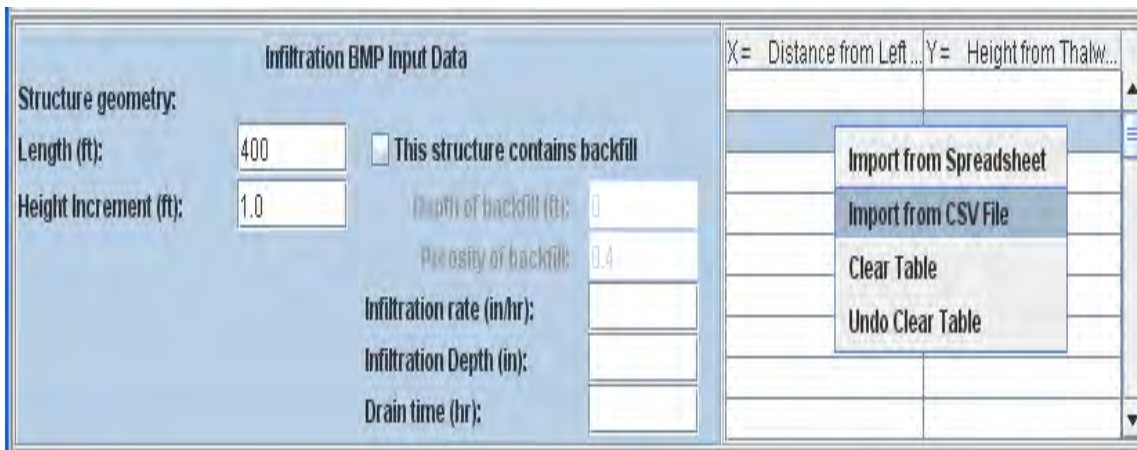 Infiltration BMP Input Data
Structure geometry:
Length (ft): 400
This structure contains backfill
Height Increment (ft): 1.0
Depth of backfill (ft): 0
Porosity of backfill: 0.4
Infiltration rate (in/hr):
Infiltration Depth (in):
Drain time (hr):
X = Distance from Left ... Y = Height from Thalw...
Import from Spreadsheet
Import from CSV File
Clear Table
Undo Clear Table